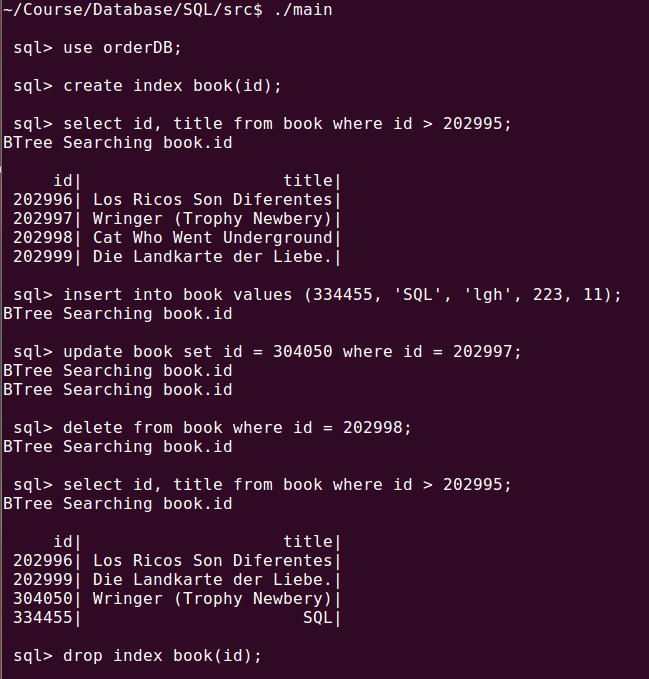 ~/Course/Database/SQL/src$ ./main
sql> use orderDB;
sql> create index book(id);
sql> select id, title from book where id > 202995;
BTree Searching book.id
id| title|
202996| Los Ricos Son Diferentes|
202997| Wringer (Trophy Newbery)|
202998| Cat Who Went Underground|
202999| Die Landkarte der Liebe.|
sql> insert into book values (334455, 'SQL', 'lgh', 223, 11);
BTree Searching book.id
sql> update book set id = 304050 where id = 202997;
BTree Searching book.id
BTree Searching book.id
sql> delete from book where id = 202998;
BTree Searching book.id
sql> select id, title from book where id > 202995;
BTree Searching book.id
id| title|
202996| Los Ricos Son Diferentes|
202999| Die Landkarte der Liebe.|
304050| Wringer (Trophy Newbery)|
334455| SQL|
sql> drop index book(id);